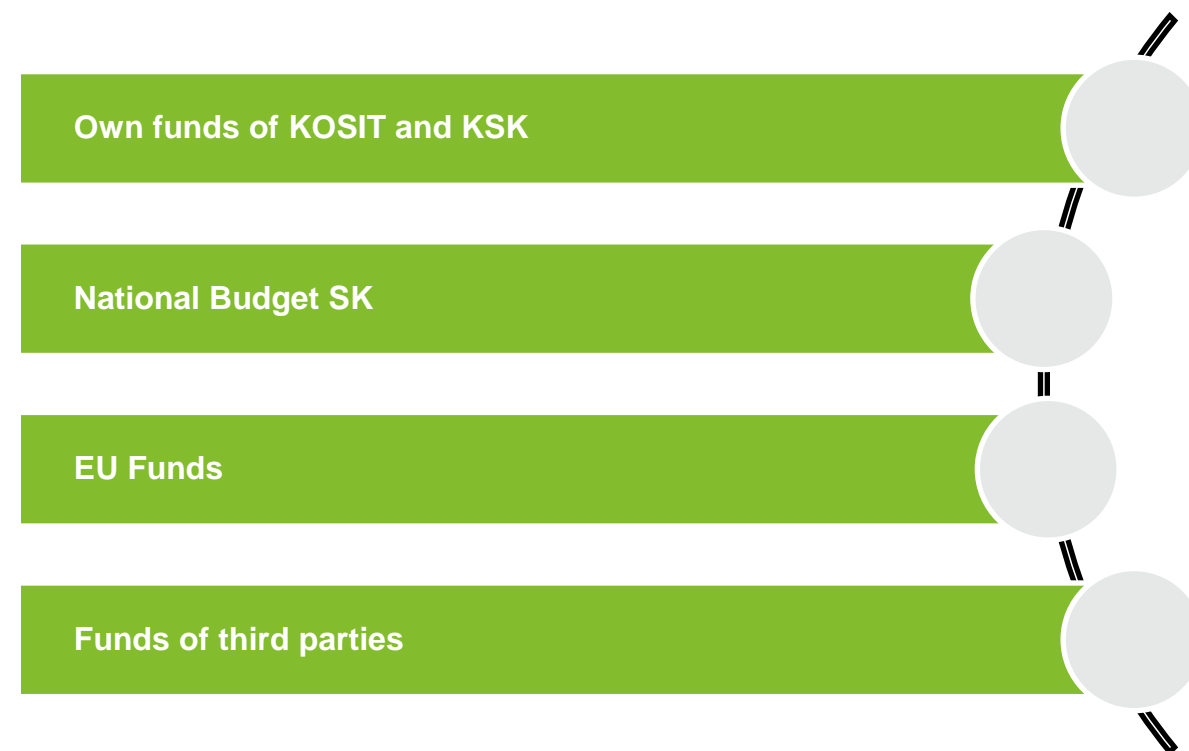 Own funds of KOSIT and KSK
National Budget SK
EU Funds
Funds of third parties